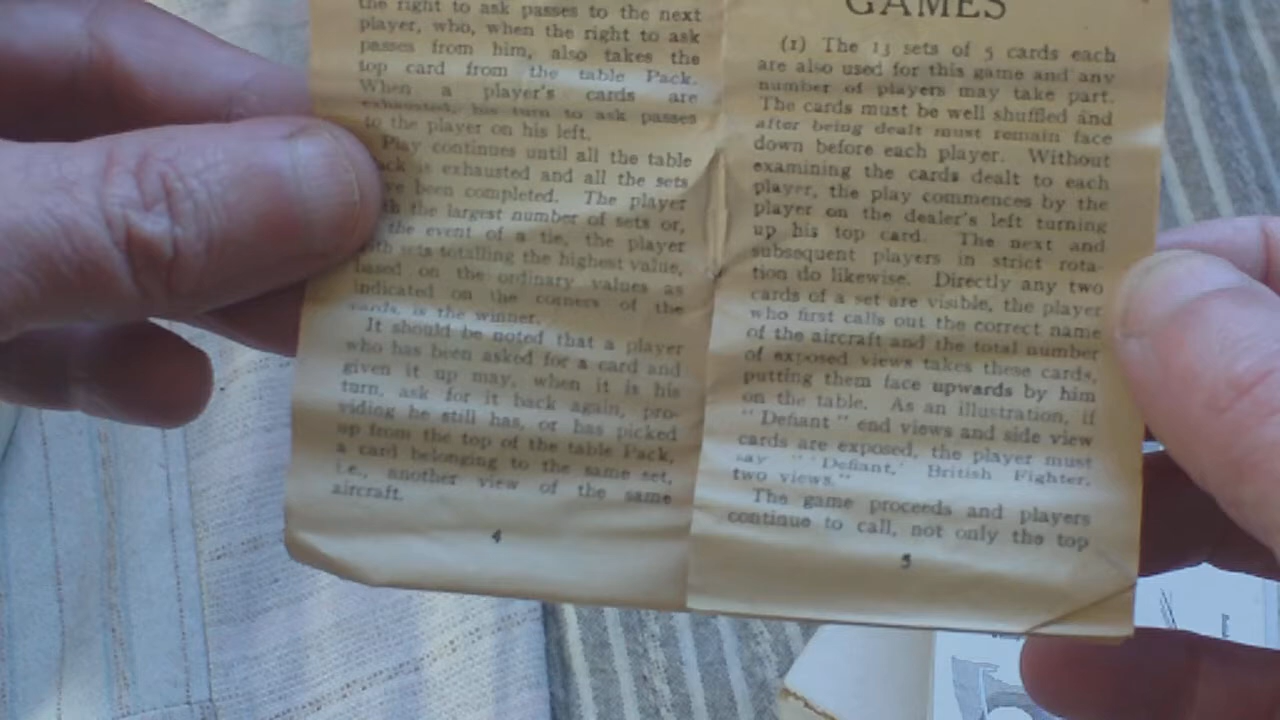 the right to ask passes to the next
player, who, when the right to ask
passes from him, also takes the
top card from the table Pack.
When a player's cards are
exhausted, his turn to ask passes
to the player on his left.
Play continues until all the table
is exhausted and all the sets
been completed. The player
the largest number of sets or,
the event of a tie, the player
sets totalling the highest value,
based on the ordinary values as
indicated on the corners of the
cards, is the winner.
It should be noted that a player
who has been asked for a card and
given it up may, when it is his
turn, ask for it back again, pro-
viding he still has, or has picked
up from the top of the table Pack,
a card belonging to the same set,
i.e., another view of the same
aircraft.
4
GAMES
(1) The 13 sets of 5 cards each
are also used for this game and any
number of players may take part.
The cards must be well shuffled and
after being dealt must remain face
down before each player. Without
examining the cards dealt to each
player, the play commences by the
player on the dealer's left turning
up his top card. The next and
subsequent players in strict rota-
tion do likewise. Directly any two
cards of a set are visible, the player
who first calls out the correct name
of the aircraft and the total number
of exposed views takes these cards,
putting them face upwards by him
on the table. As an illustration, if
"Defiant" end views and side view
cards are exposed, the player must
say "'Defiant,' British Fighter,
two views."
The game proceeds and players
continue to call, not only the top
5